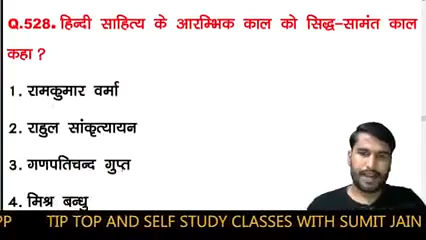 Q.528. हिन्दी साहित्य के आरम्भिक काल को सिद्ध-सामंत काल
कहा ?
1. रामकुमार वर्मा
2. राहुल सांकृत्यायन
3. गणपतिचन्द गुप्त
4. मिश्र बन्धु
PP TIP TOP AND SELF STUDY CLASSES WITH SUMIT JAIN